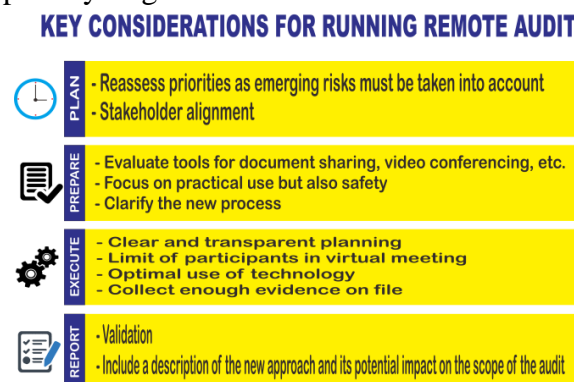 KEY CONSIDERATIONS FOR RUNNING REMOTE AUDIT
PLAN
- Reassess priorities as emerging risks must be taken into account
- Stakeholder alignment
PREPARE
- Evaluate tools for document sharing, video conferencing, etc.
- Focus on practical use but also safety
- Clarify the new process
EXECUTE
- Clear and transparent planning
- Limit of participants in virtual meeting
- Optimal use of technology
- Collect enough evidence on file
REPORT
- Validation
- Include a description of the new approach and its potential impact on the scope of the audit